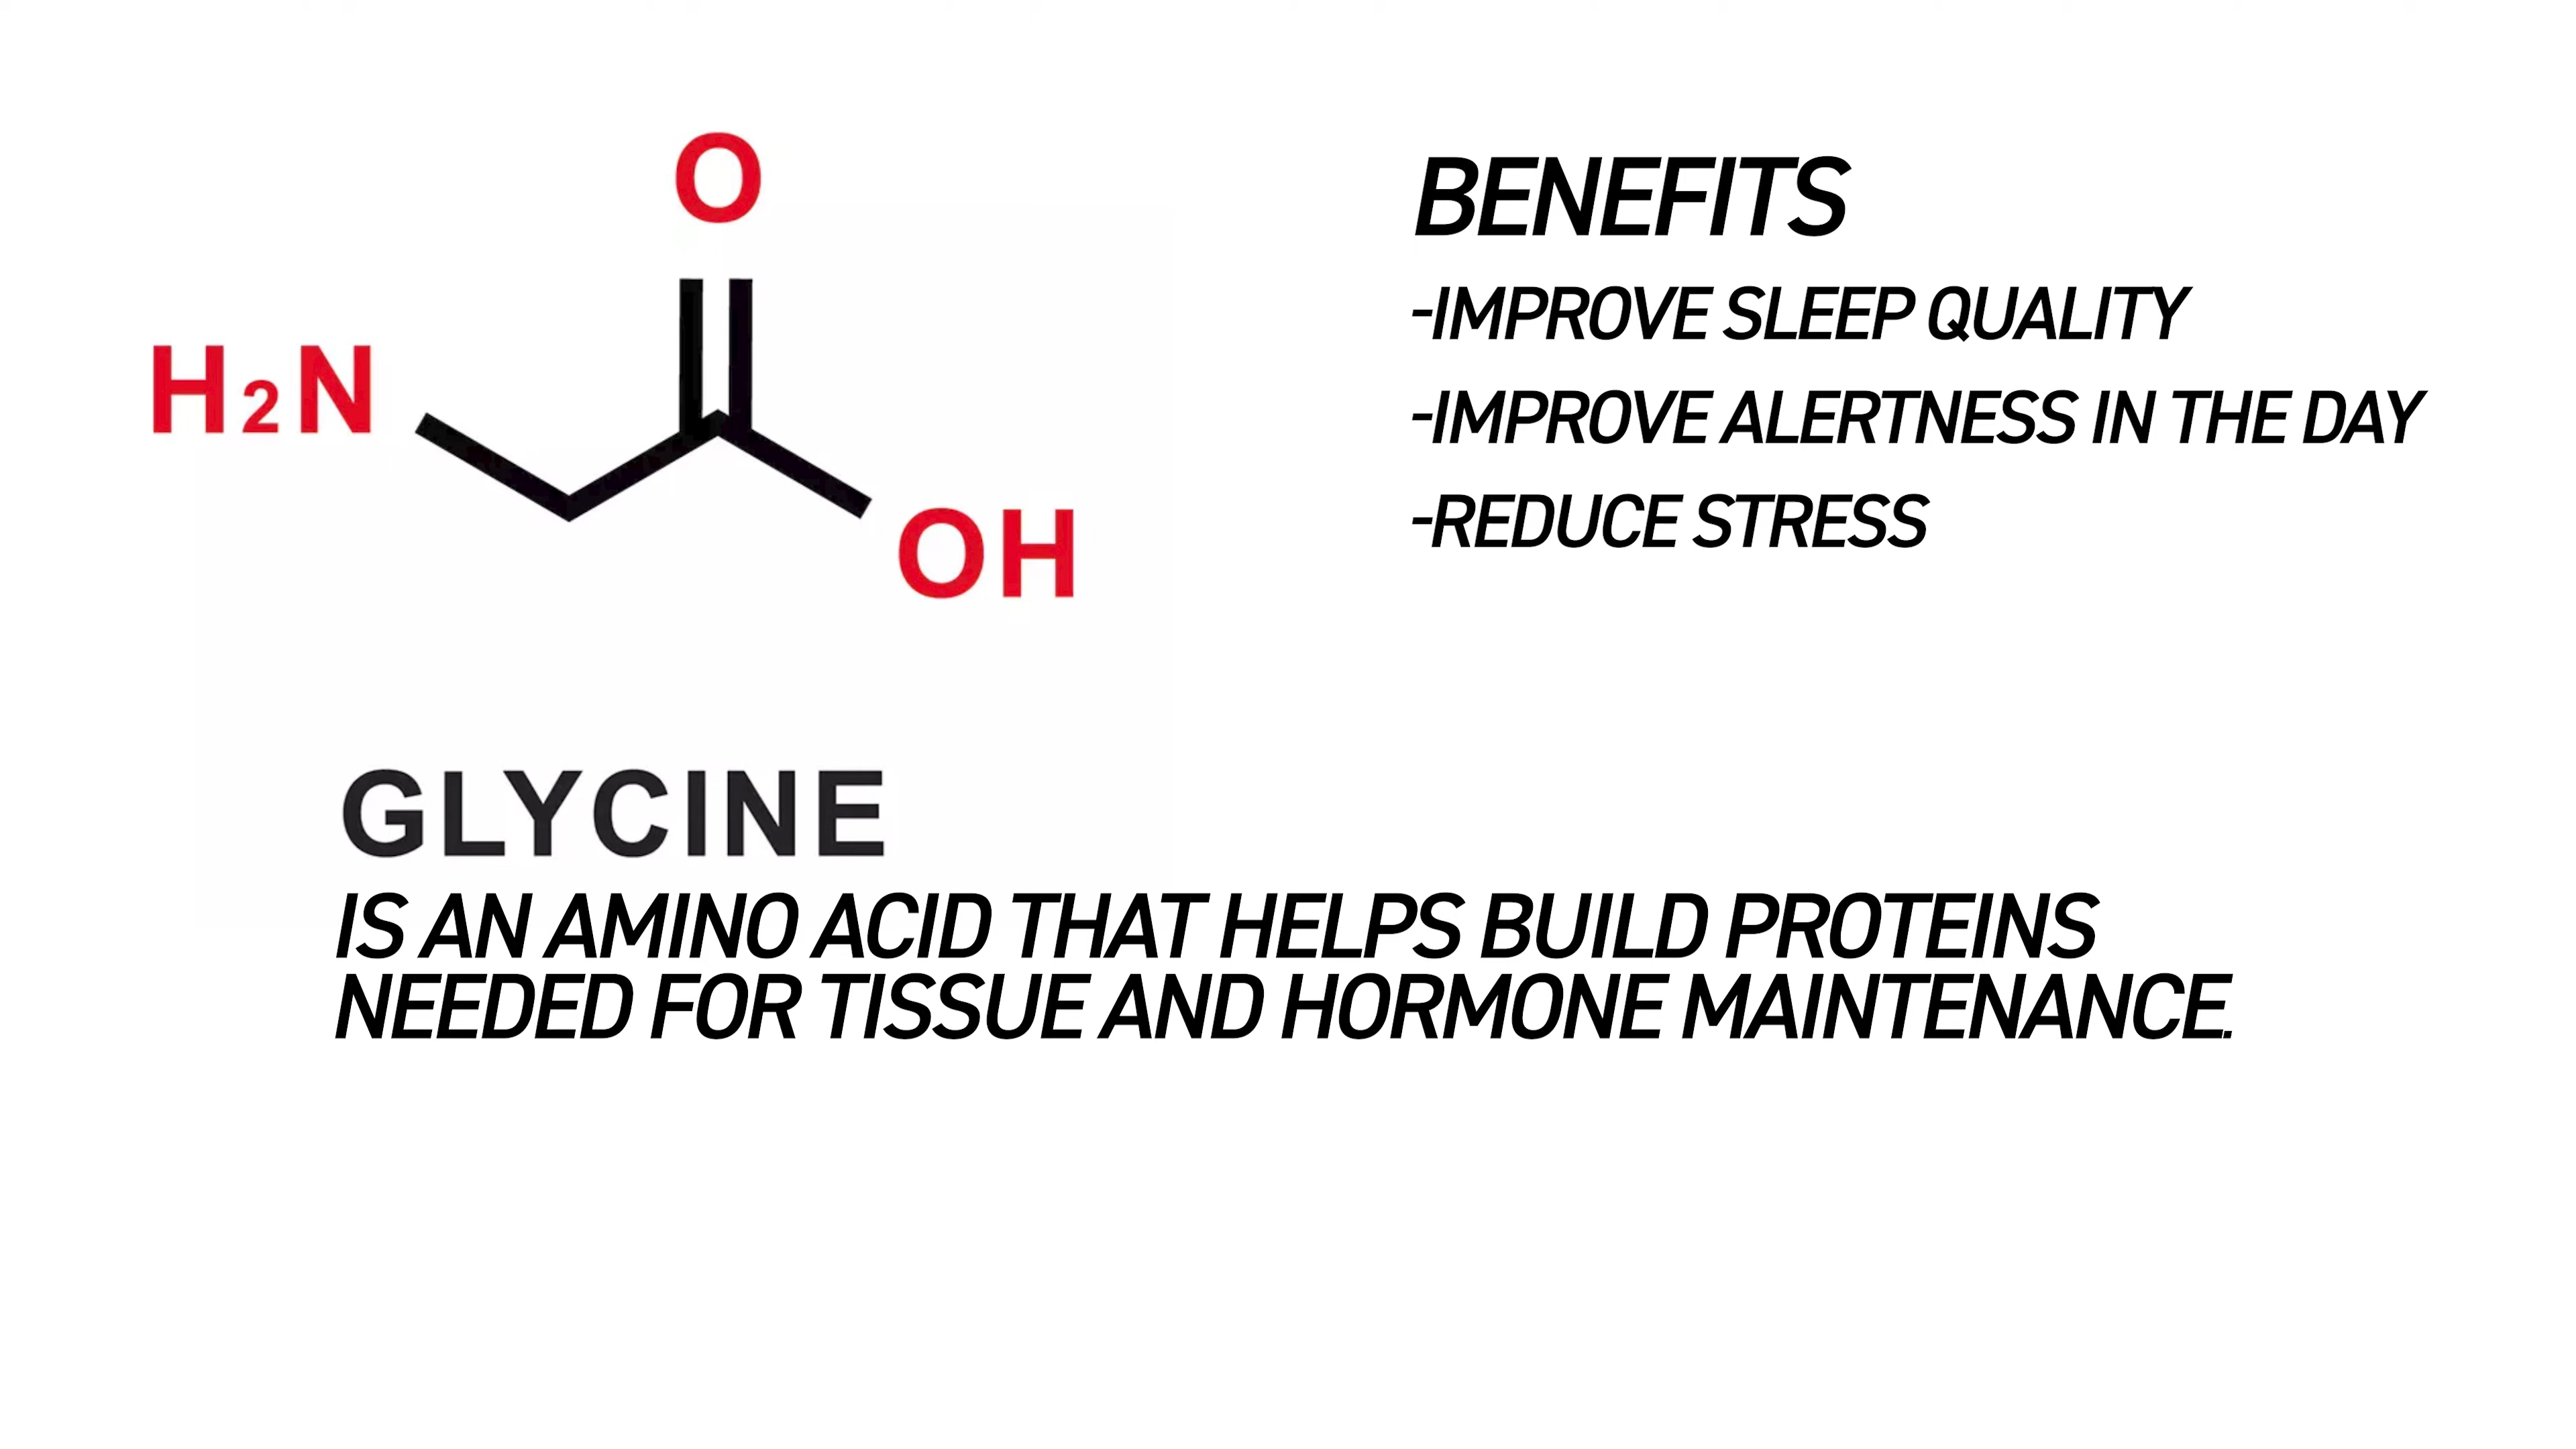 O
H2N
OH
BENEFITS
-IMPROVE SLEEP QUALITY
-IMPROVE ALERTNESS IN THE DAY
-REDUCE STRESS
GLYCINE
IS AN AMINO ACID THAT HELPS BUILD PROTEINS
NEEDED FOR TISSUE AND HORMONE MAINTENANCE.